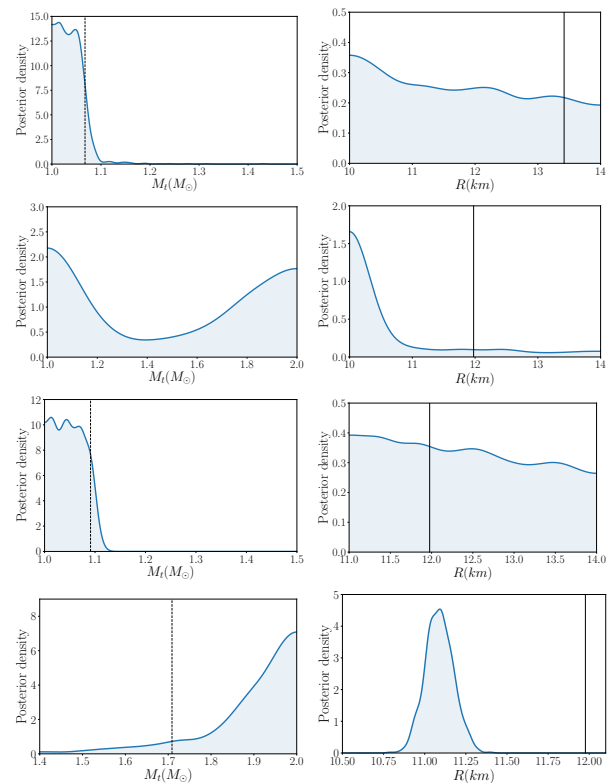 15.0
12.5
10.0
7.5
5.0
2.5
0.0
Posterior density
1.0 1.1 1.2 1.3 1.4 1.5
M_t(M_⊙)
0.5
0.4
0.3
0.2
0.1
0.0
Posterior density
10 11 12 13 14
R(km)
3.0
2.5
2.0
1.5
1.0
0.5
0.0
Posterior density
1.0 1.2 1.4 1.6 1.8 2.0
M_t(M_⊙)
2.0
1.5
1.0
0.5
0.0
Posterior density
10 11 12 13 14
R(km)
12
10
8
6
4
2
0
Posterior density
1.0 1.1 1.2 1.3 1.4 1.5
M_t(M_⊙)
0.5
0.4
0.3
0.2
0.1
0.0
Posterior density
11.0 11.5 12.0 12.5 13.0 13.5 14.0
R(km)
8
6
4
2
0
Posterior density
1.4 1.5 1.6 1.7 1.8 1.9 2.0
M_t(M_⊙)
5
4
3
2
1
0
Posterior density
10.50 10.75 11.00 11.25 11.50 11.75 12.00
R(km)